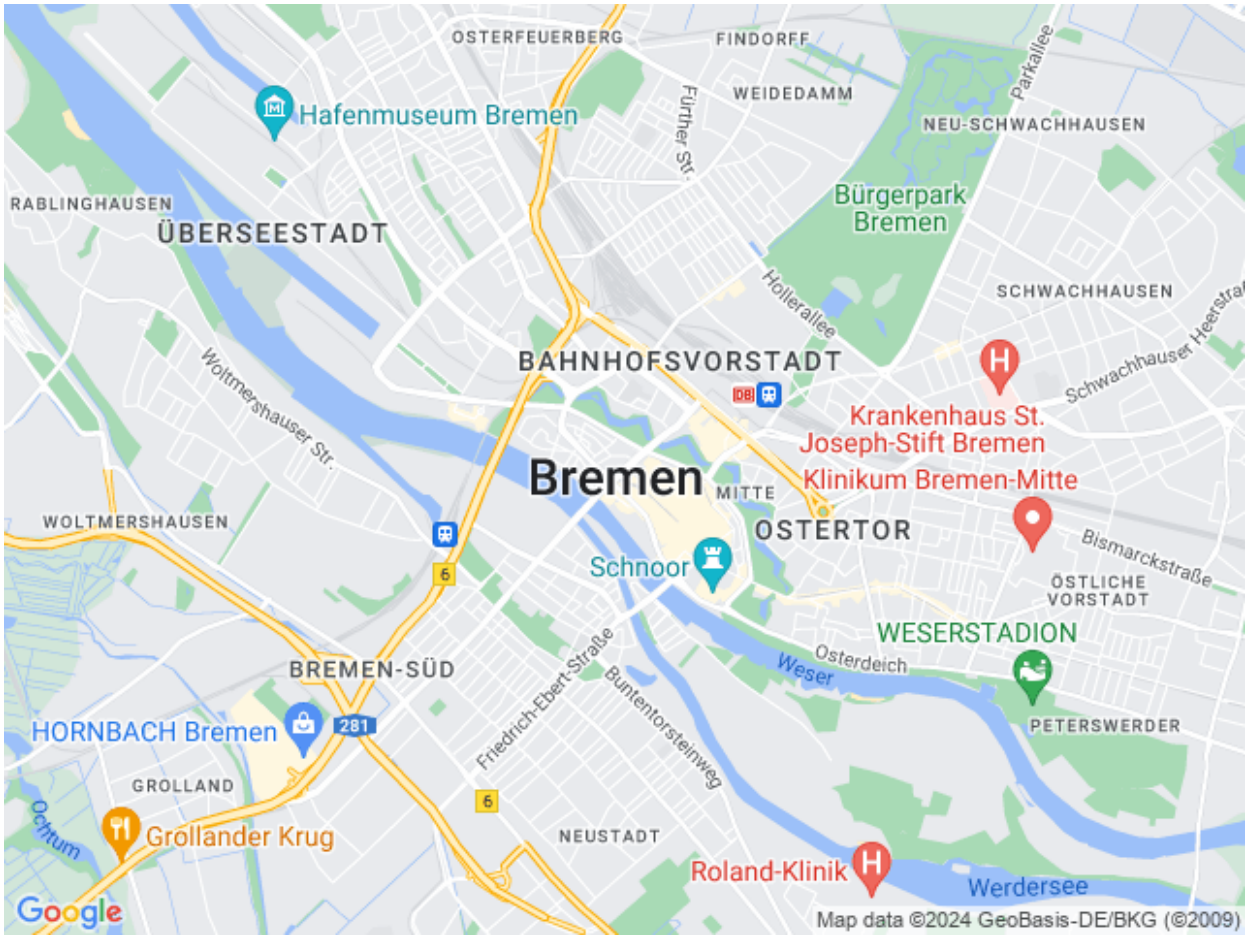 OSTERFEUERBERG
FINDORFF
Parkallee
WEIDEDAMM
Fürther Str.
Hafenmuseum Bremen
NEU-SCHWACHHAUSEN
RABLINGHAUSEN
ÜBERSEESTADT
Bürgerpark
Bremen
Hollerallee
SCHWACHHAUSEN
Schwachhauser Heerstraße
BAHNHOFSVORSTADT
H
DB
Woltmershauser Str.
Krankenhaus St.
Joseph-Stift Bremen
Bremen
MITTE
Klinikum Bremen-Mitte
WOLTMERSHAUSEN
OSTERTOR
Bismarckstraße
Schnoor
6
ÖSTLICHE
VORSTADT
WESERSTADION
Osterdeich
Weser
BREMEN-SÜD
Friedrich-Ebert-Straße
Buntentorsteinweg
281
HORNBACH Bremen
PETERSWERDER
GROLLAND
6
Ochtum
Grollander Krug
NEUSTADT
Roland-Klinik
H
Werdersee
Google
Map data ©2024 GeoBasis-DE/BKG (©2009)